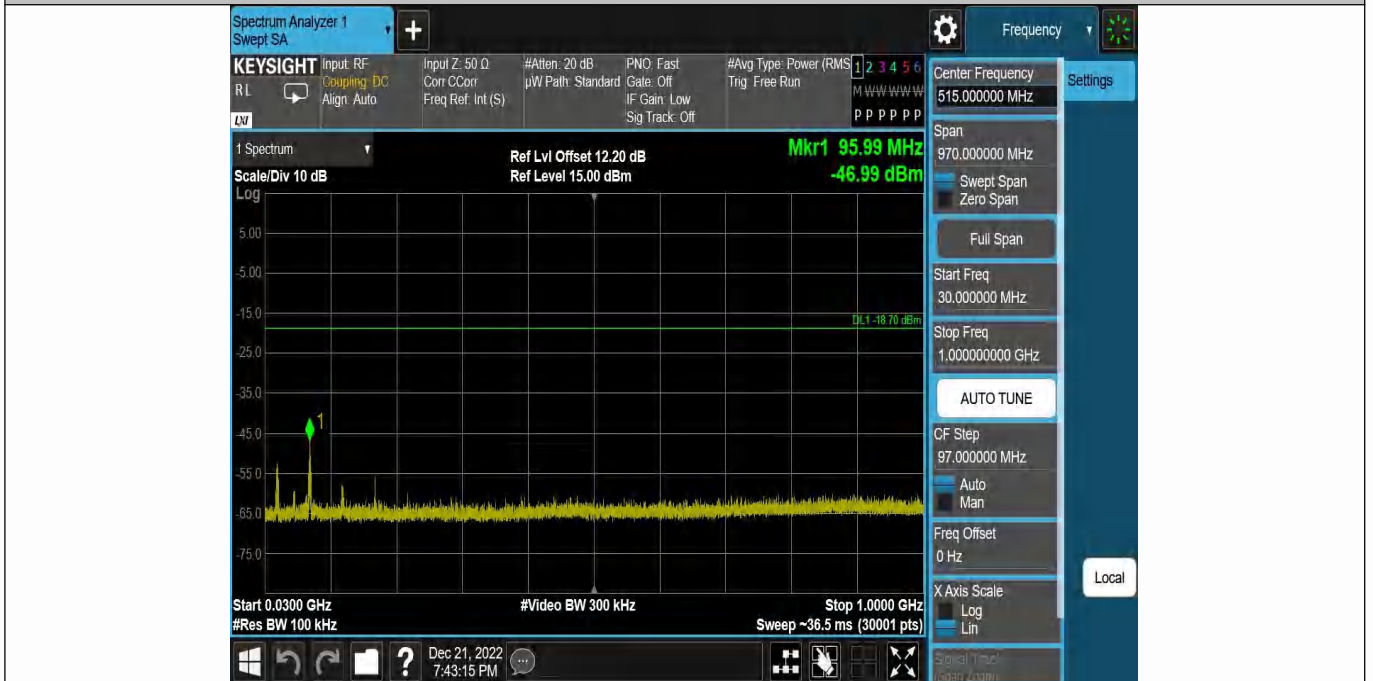 Spectrum Analyzer 1
Swept SA
+
Frequency
KEYSIGHT
RL
LXI
Input: RF
Coupling: DC
Align: Auto
Input Z: 50 Ω
Corr CCorr
Freq Ref: Int (S)
#Atten: 20 dB
µW Path: Standard
PNO: Fast
Gate: Off
IF Gain: Low
Sig Track: Off
#Avg Type: Power (RMS
Trig: Free Run
1 2 3 4 5 6
M W W W W W
P P P P P P
Center Frequency
515.000000 MHz
Settings
Span
970.000000 MHz
Swept Span
Zero Span
Full Span
Start Freq
30.000000 MHz
Stop Freq
1.000000000 GHz
AUTO TUNE
CF Step
97.000000 MHz
Auto
Man
Freq Offset
0 Hz
X Axis Scale
Log
Lin
Local
1 Spectrum
Scale/Div 10 dB
Ref Lvl Offset 12.20 dB
Ref Level 15.00 dBm
Mkr1 95.99 MHz
-46.99 dBm
Log
5.00
-5.00
-15.0
DL1 -18.70 dBm
-25.0
-35.0
1
-45.0
-55.0
-65.0
-75.0
Start 0.0300 GHz
#Video BW 300 kHz
Stop 1.0000 GHz
#Res BW 100 kHz
Sweep ~36.5 ms (30001 pts)
?
Dec 21, 2022
7:43:15 PM
Signal Track
(Span Zoom)